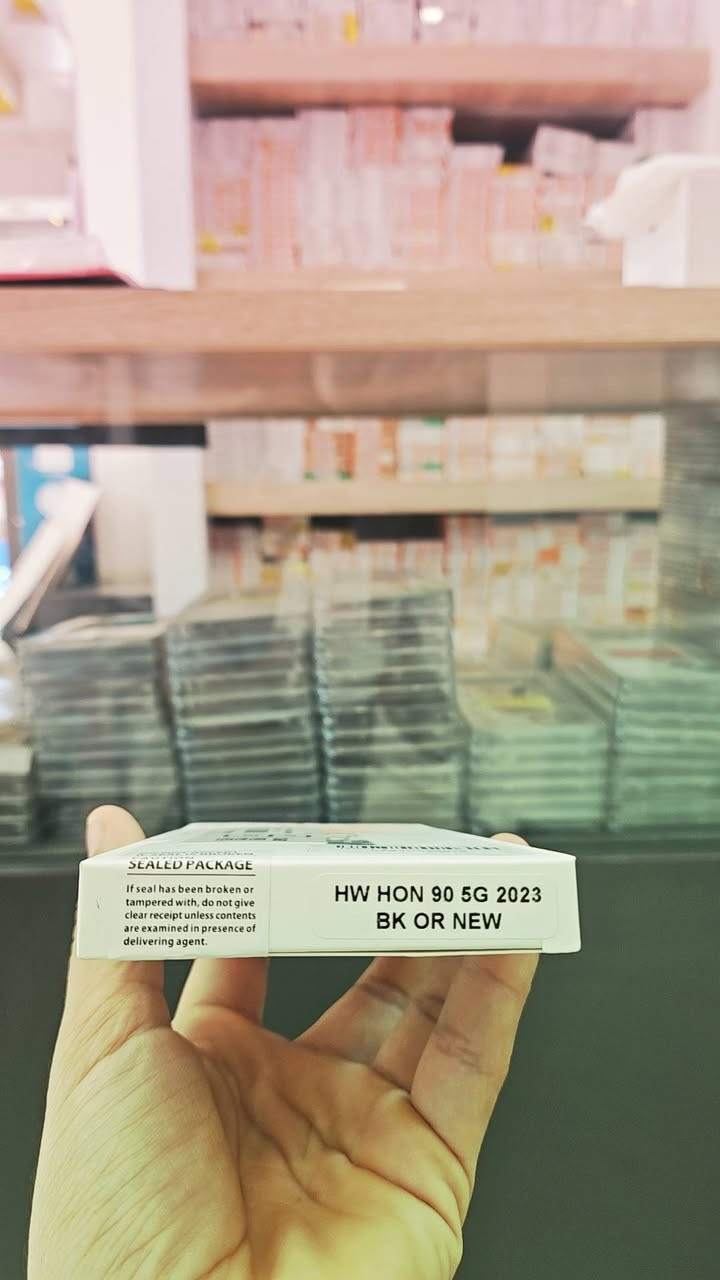 SEALED PACKAGE
If seal has been broken or
tampered with, do not give
clear receipt unless contents
are examined in presence of
delivering agent.
HW HON 90 5G 2023
BK OR NEW